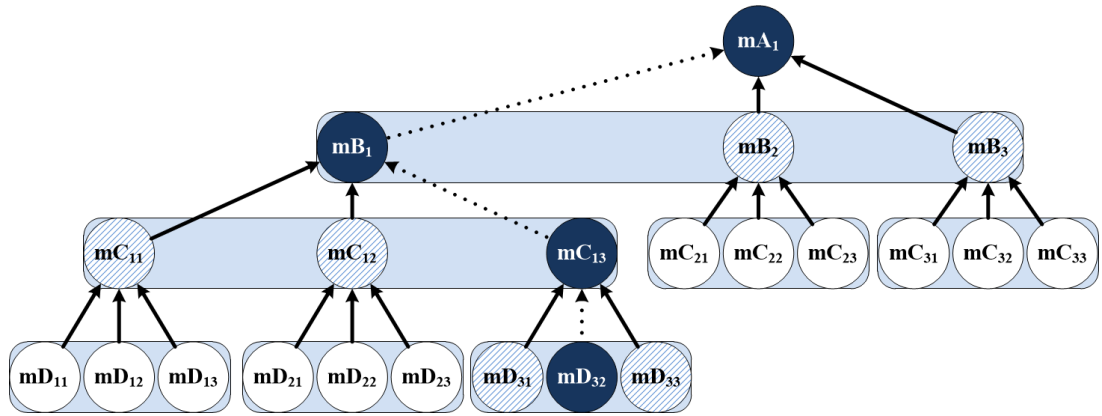 mA₁
mB₁ mB₂ mB₃
mC₁₁ mC₁₂ mC₁₃ mC₂₁ mC₂₂ mC₂₃ mC₃₁ mC₃₂ mC₃₃
mD₁₁ mD₁₂ mD₁₃ mD₂₁ mD₂₂ mD₂₃ mD₃₁ mD₃₂ mD₃₃